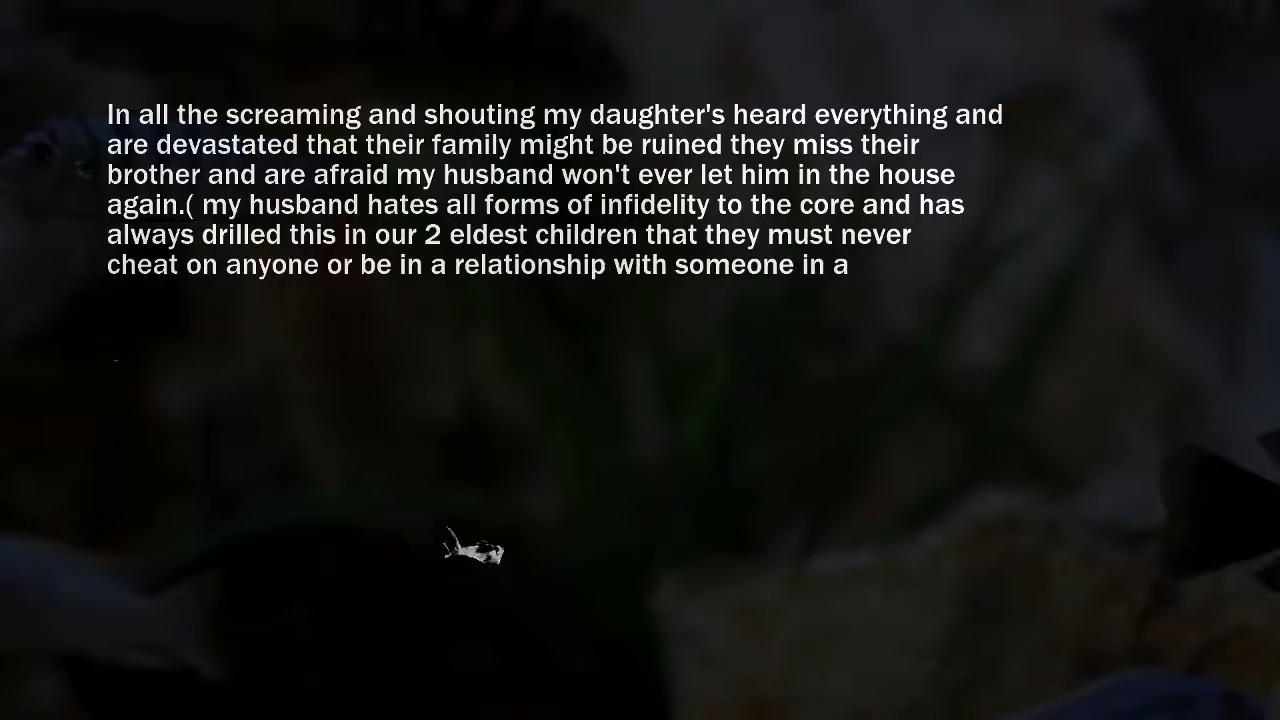 In all the screaming and shouting my daughter's heard everything and
are devastated that their family might be ruined they miss their
brother and are afraid my husband won't ever let him in the house
again.( my husband hates all forms of infidelity to the core and has
always drilled this in our 2 eldest children that they must never
cheat on anyone or be in a relationship with someone in a